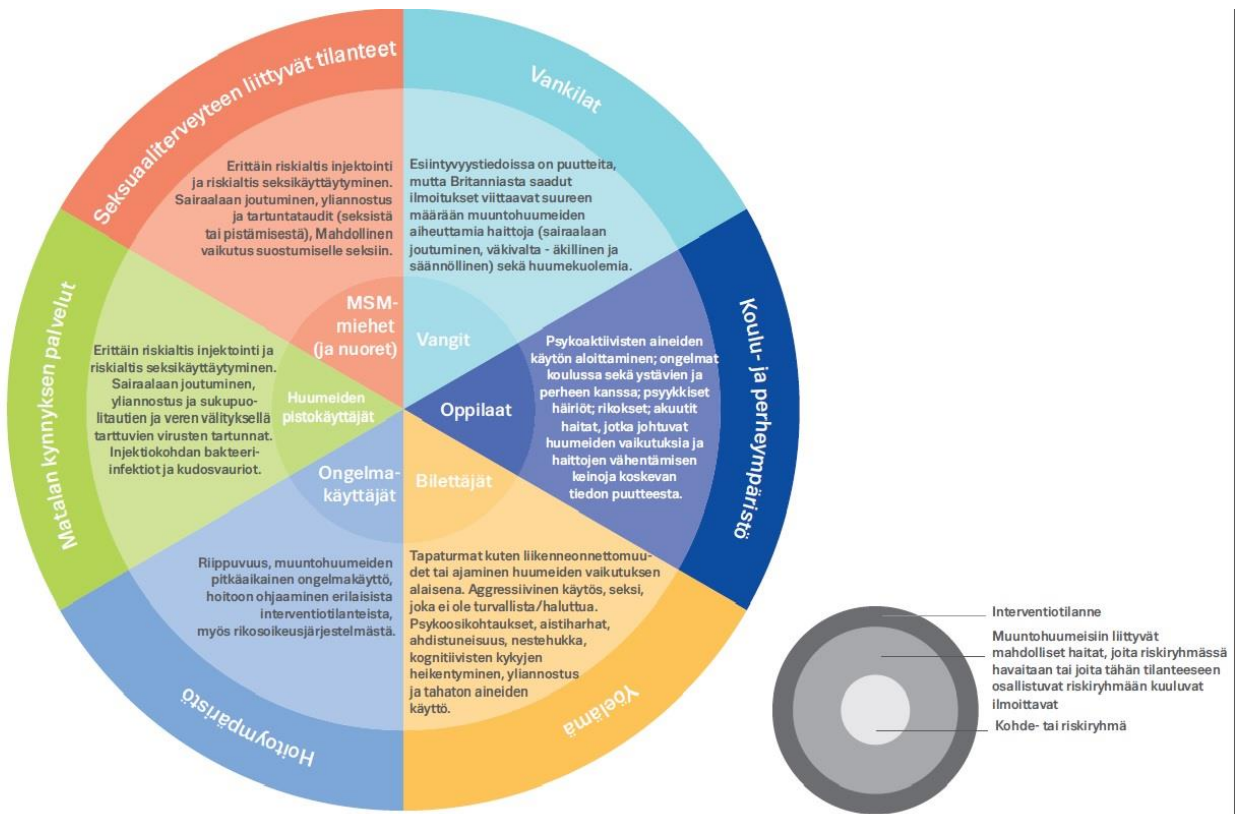 Seksuaaliterveyteen liittyvät tilanteet
Erittäin riskialtis injektointi
ja riskialtis seksikäyttäytyminen.
Sairaalaan joutuminen, yliannostus
ja tartuntataudit (seksistä
tai pistämisestä), Mahdollinen
vaikutus suostumiselle seksiin.
MSM-
miehet
(ja nuoret)
Vankilat
Esiintyvyystiedoissa on puutteita,
mutta Britanniasta saadut
ilmoitukset viittaavat suureen
määrään muuntohuumeiden
aiheuttamia haittoja (sairaalaan
joutuminen, väkivalta - äkillinen ja
säännöllinen) sekä huumekuolemia.
Vangit
Koulu- ja perheympäristö
Psykoaktiivisten aineiden
käytön aloittaminen; ongelmat
koulussa sekä ystävien ja
perheen kanssa; psyykkiset
häiriöt; rikokset; akuutit
haitat, jotka johtuvat
huumeiden vaikutuksia ja
haittojen vähentämisen
keinoja koskevan
tiedon puutteesta.
Oppilaat
Yöelämä
Bilettäjät
Tapaturmat kuten liikenneonnettomuu-
det tai ajaminen huumeiden vaikutuksen
alaisena. Aggressiivinen käytös, seksi,
joka ei ole turvallista/haluttua.
Psykoosikohtaukset, aistiharhat,
ahdistuneisuus, nestehukka,
kognitiivisten kykyjen
heikentyminen, yliannostus
ja tahaton aineiden
käyttö.
Hoitoympäristö
Ongelma-
käyttäjät
Riippuvuus, muuntohuumeiden
pitkäaikainen ongelmakäyttö,
hoitoon ohjaaminen erilaisista
interventiotilanteista,
myös rikosoikeusjärjestelmästä.
Matalan kynnyksen palvelut
Erittäin riskialtis injektointi ja
riskialtis seksikäyttäytyminen.
Sairaalaan joutuminen,
yliannostus ja sukupuo-
litautien ja veren välityksellä
tarttuvien virusten tartunnat.
Injektiokohdan bakteeri-
infektiot ja kudosvauriot.
Huumeiden
pistokäyttäjät
Interventiotilanne
Muuntohuumeisiin liittyvät
mahdolliset haitat, joita riskiryhmässä
havaitaan tai joita tähän tilanteeseen
osallistuvat riskiryhmään kuuluvat
ilmoittavat
Kohde- tai riskiryhmä